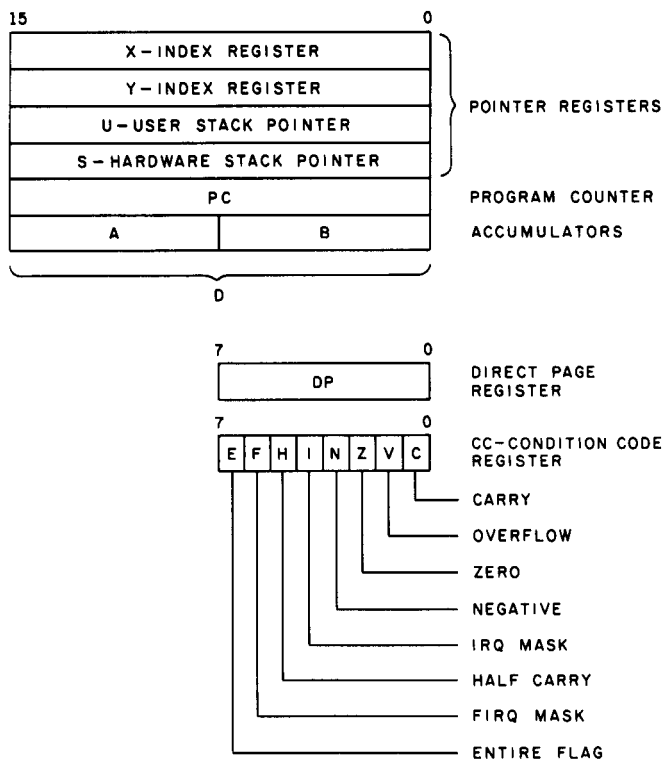 15 0
X-INDEX REGISTER
Y-INDEX REGISTER
U-USER STACK POINTER
S-HARDWARE STACK POINTER
POINTER REGISTERS
PC
PROGRAM COUNTER
A B
ACCUMULATORS
D
7 0
DP
DIRECT PAGE
REGISTER
7 0
E F H I N Z V C
CC-CONDITION CODE
REGISTER
CARRY
OVERFLOW
ZERO
NEGATIVE
IRQ MASK
HALF CARRY
FIRQ MASK
ENTIRE FLAG